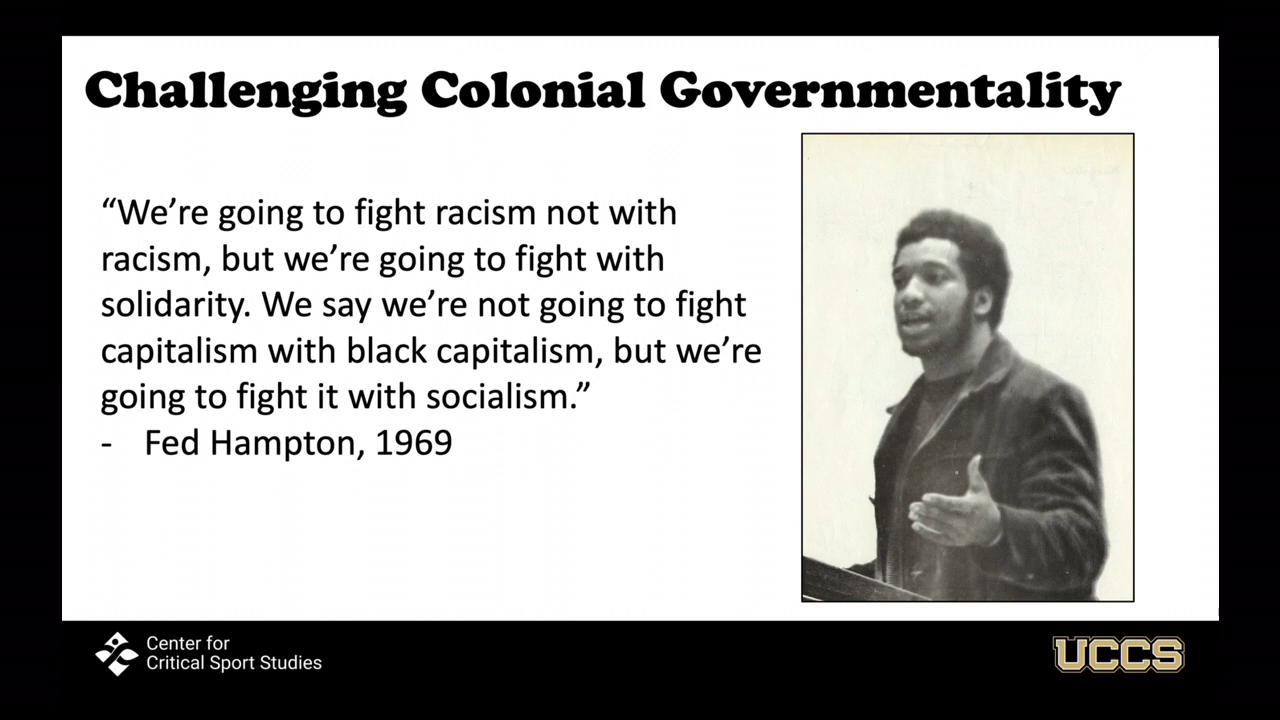 Challenging Colonial Governmentality
“We’re going to fight racism not with
racism, but we’re going to fight with
solidarity. We say we’re not going to fight
capitalism with black capitalism, but we’re
going to fight it with socialism.”
- Fed Hampton, 1969
Center for
Critical Sport Studies
UCCS